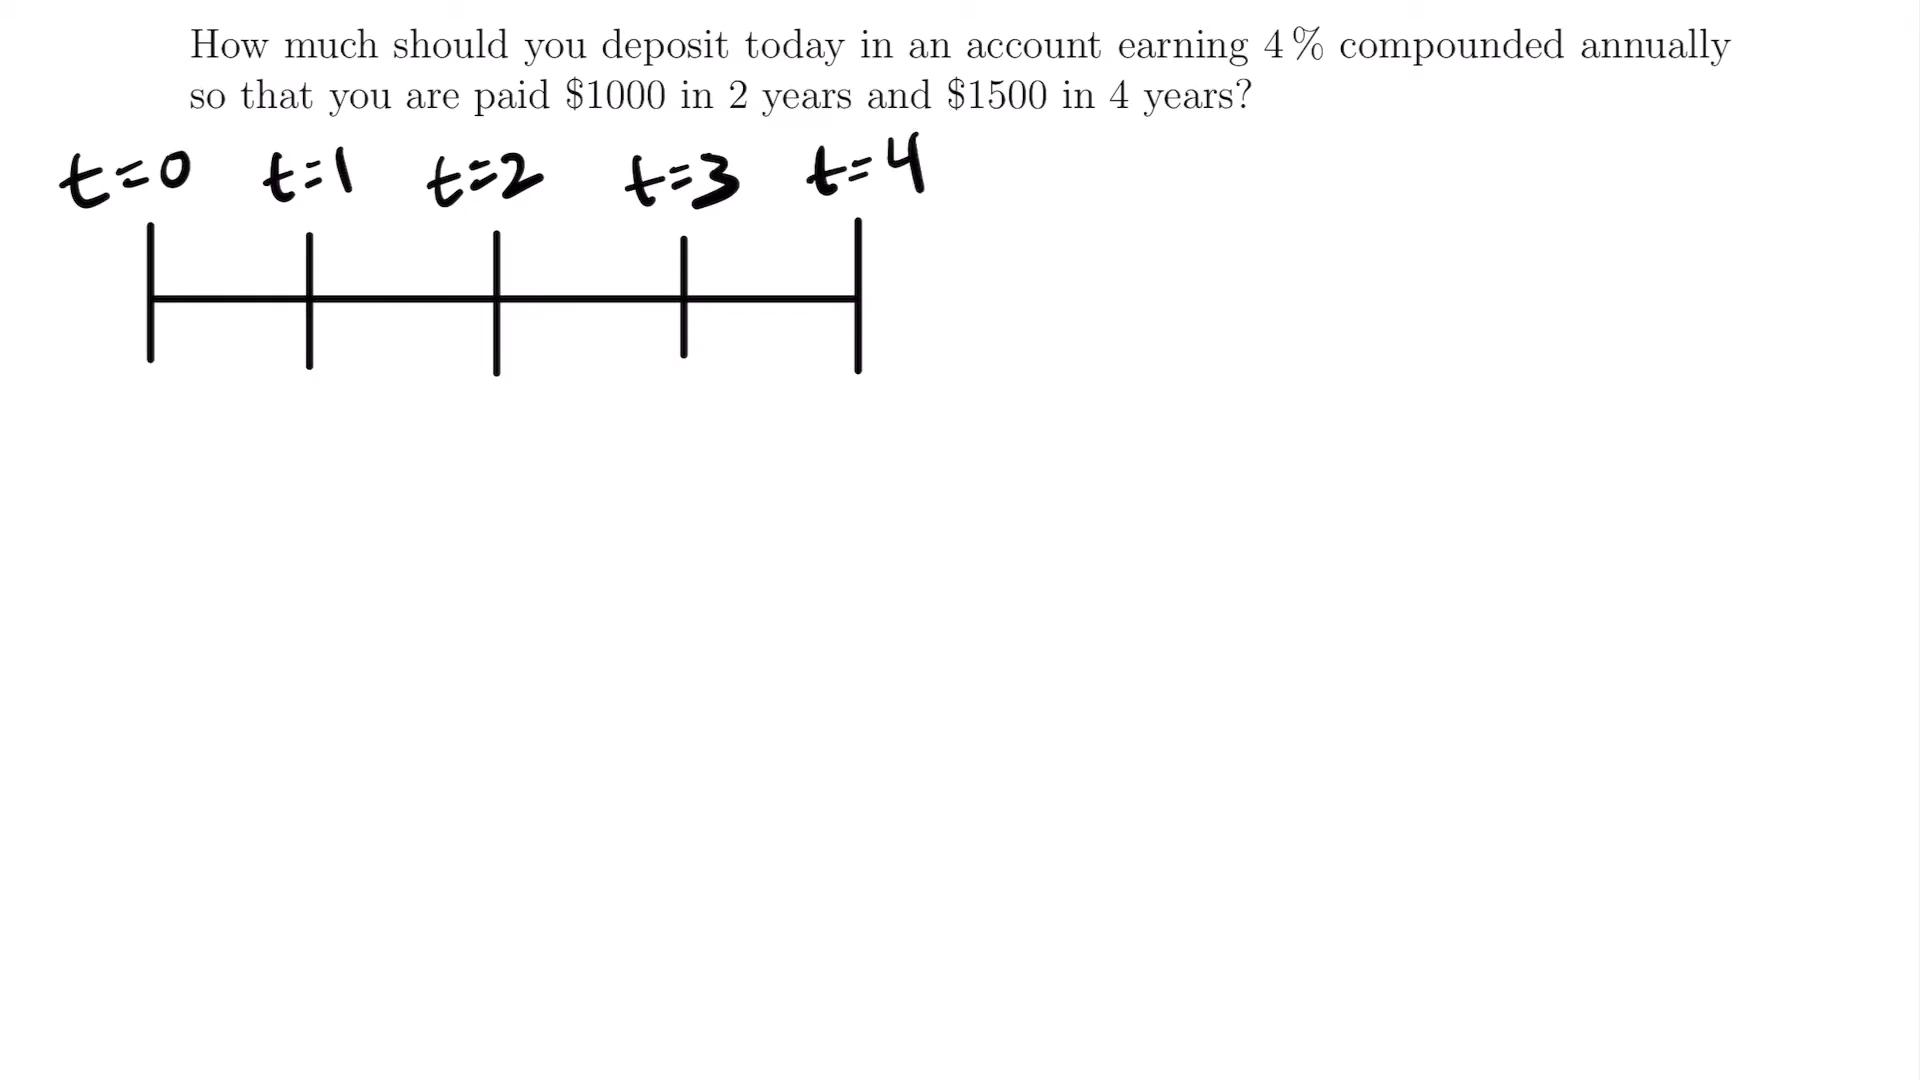 How much should you deposit today in an account earning 4 % compounded annually
so that you are paid $1000 in 2 years and $1500 in 4 years?
t=0 t=1 t=2 t=3 t=4